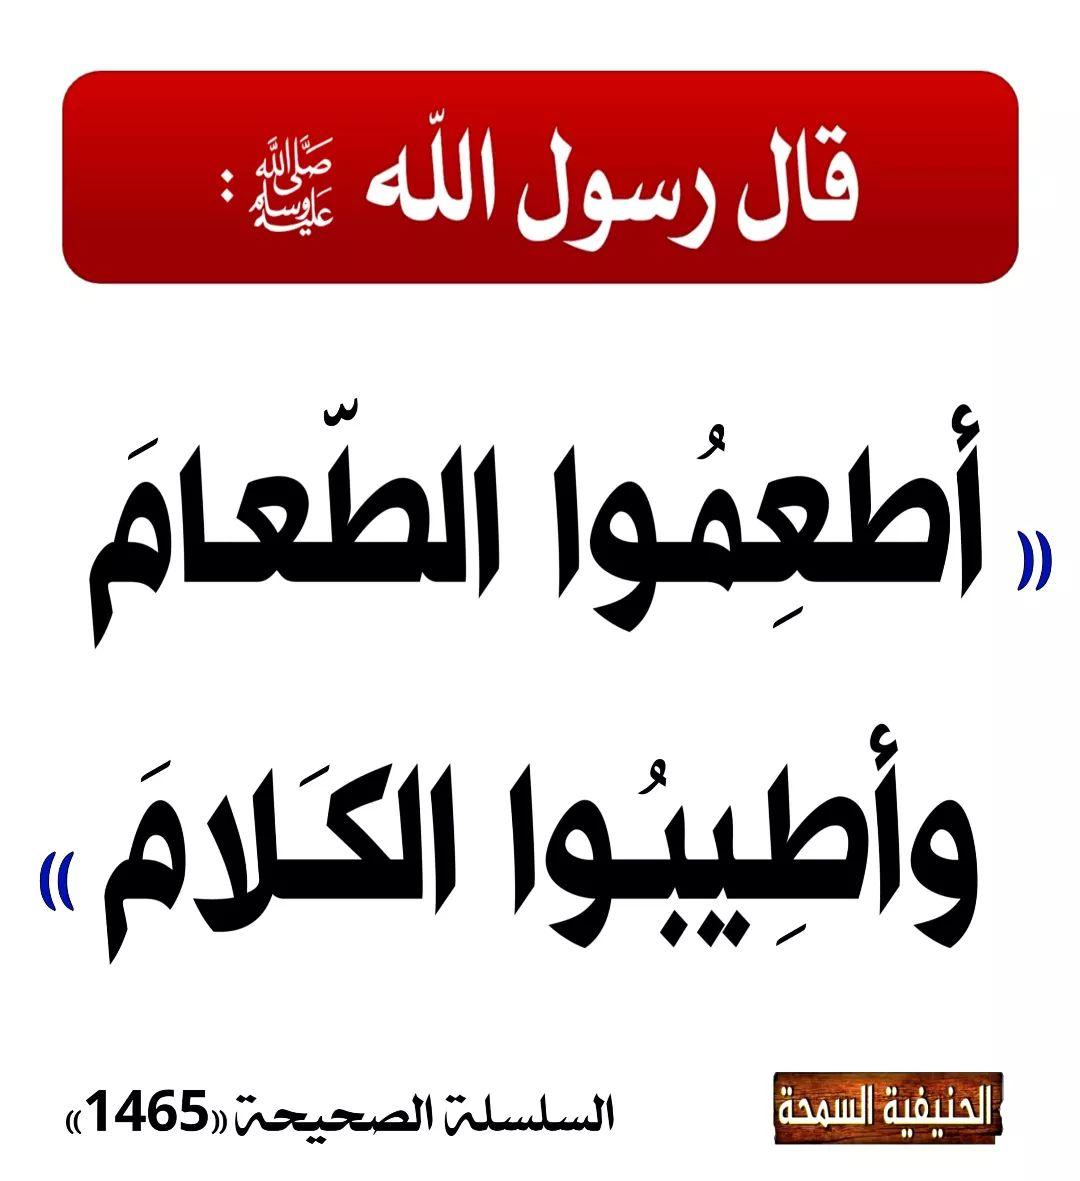 قال رسول اللّه ﷺ :
« أطعِمُوا الطّعامَ
وأطِيبُوا الكَلامَ »
السلسلة الصحيحة «1465»
الحنيفية السمحة